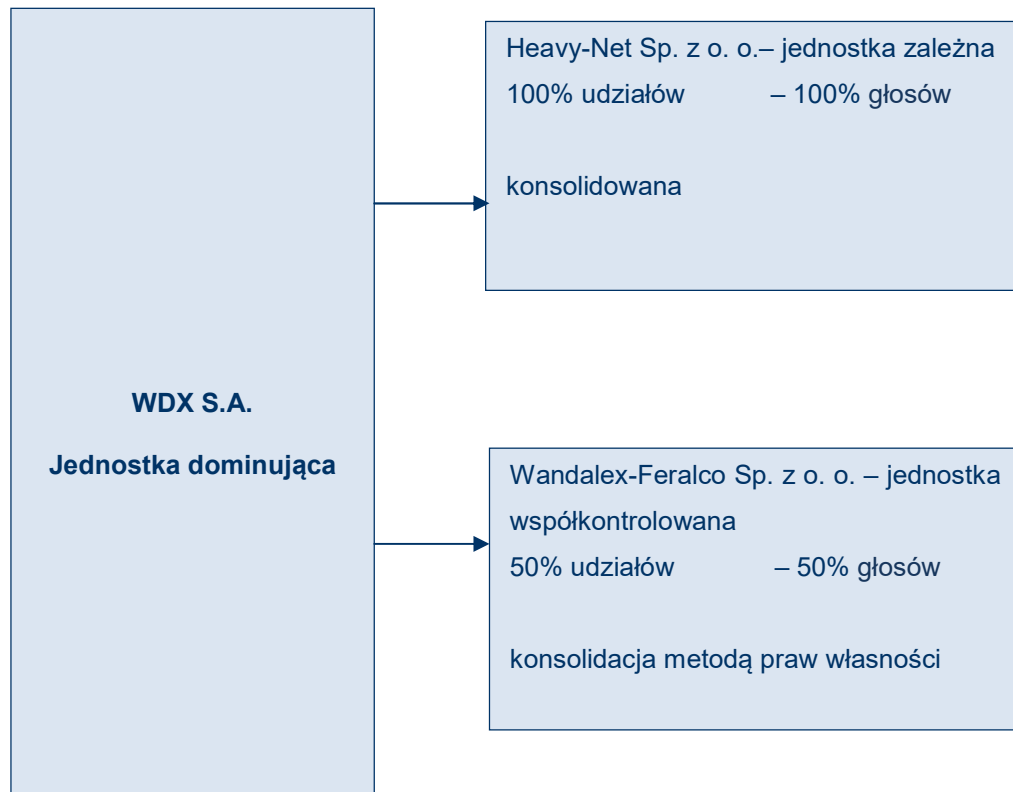 Heavy-Net Sp. z o. o.– jednostka zależna
100% udziałów – 100% głosów
konsolidowana
WDX S.A.
Jednostka dominująca
Wandalex-Feralco Sp. z o. o. – jednostka
współkontrolowana
50% udziałów – 50% głosów
konsolidacja metodą praw własności